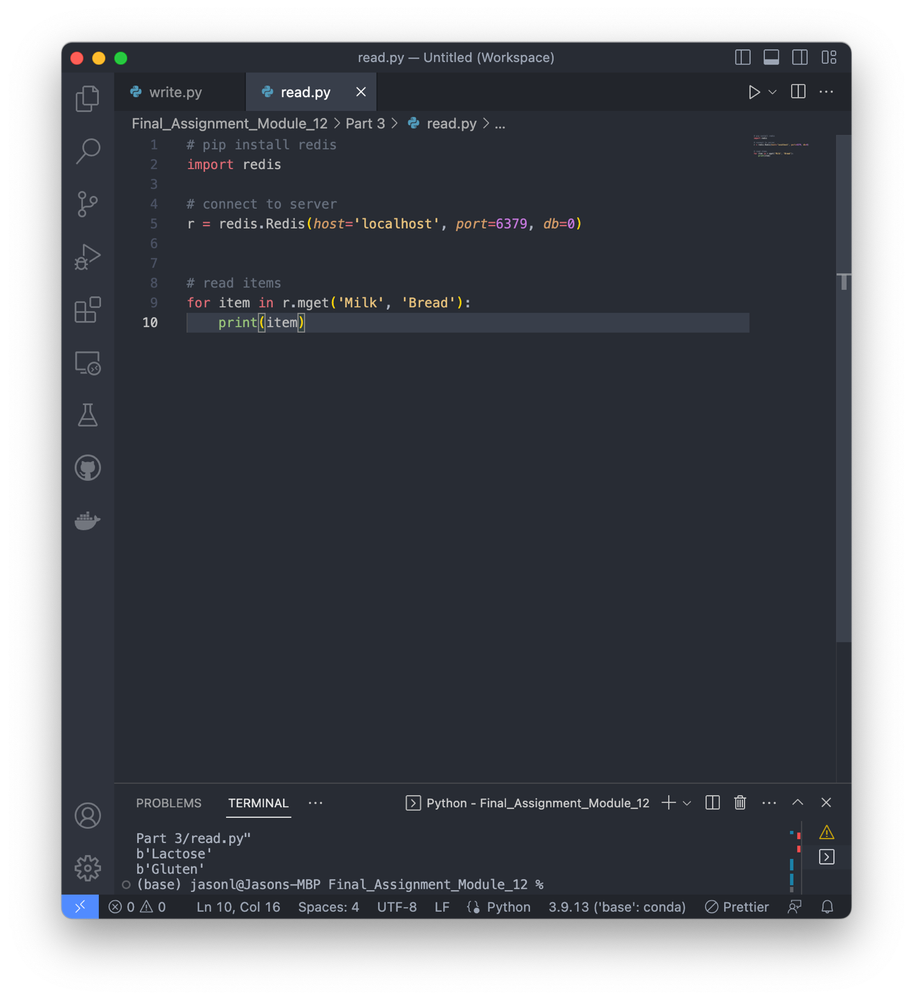 read.py — Untitled (Workspace)
write.py
read.py
Final_Assignment_Module_12 > Part 3 > read.py > ...
1 # pip install redis
2 import redis
3
4 # connect to server
5 r = redis.Redis(host='localhost', port=6379, db=0)
6
7
8 # read items
9 for item in r.mget('Milk', 'Bread'):
10 print(item)
PROBLEMS TERMINAL ··· Python - Final_Assignment_Module_12
Part 3/read.py"
b'Lactose'
b'Gluten'
(base) jasonl@Jasons-MBP Final_Assignment_Module_12 %
0 0 Ln 10, Col 16 Spaces: 4 UTF-8 LF Python 3.9.13 ('base': conda) Prettier